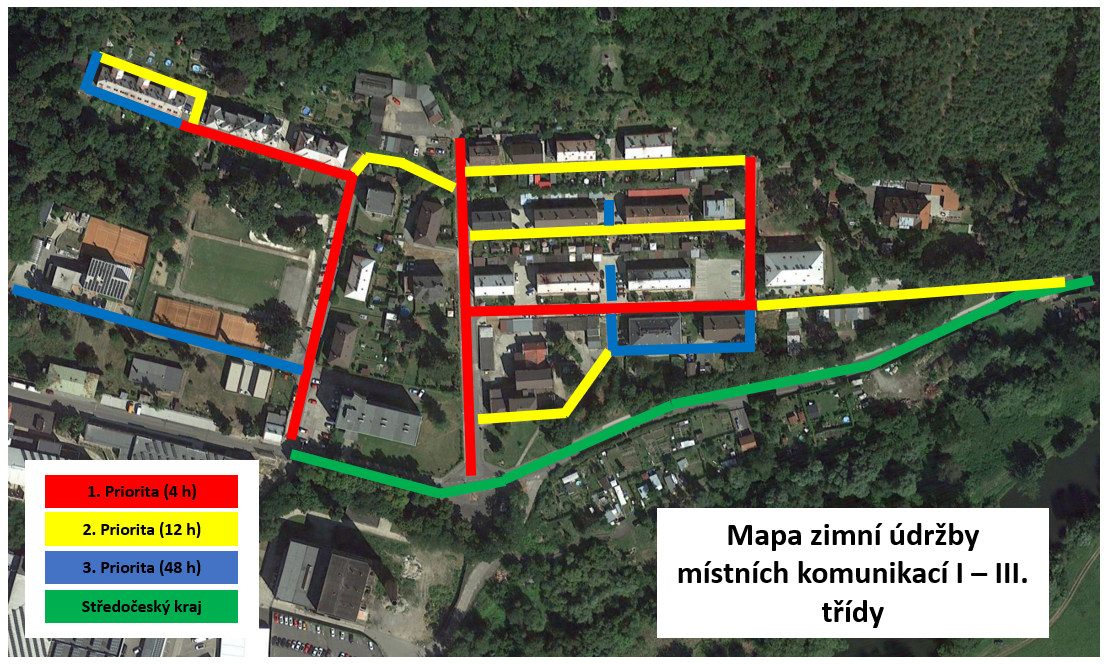 1. Priorita (4 h)
2. Priorita (12 h)
3. Priorita (48 h)
Středočeský kraj
Mapa zimní údržby
místních komunikací I – III.
třídy